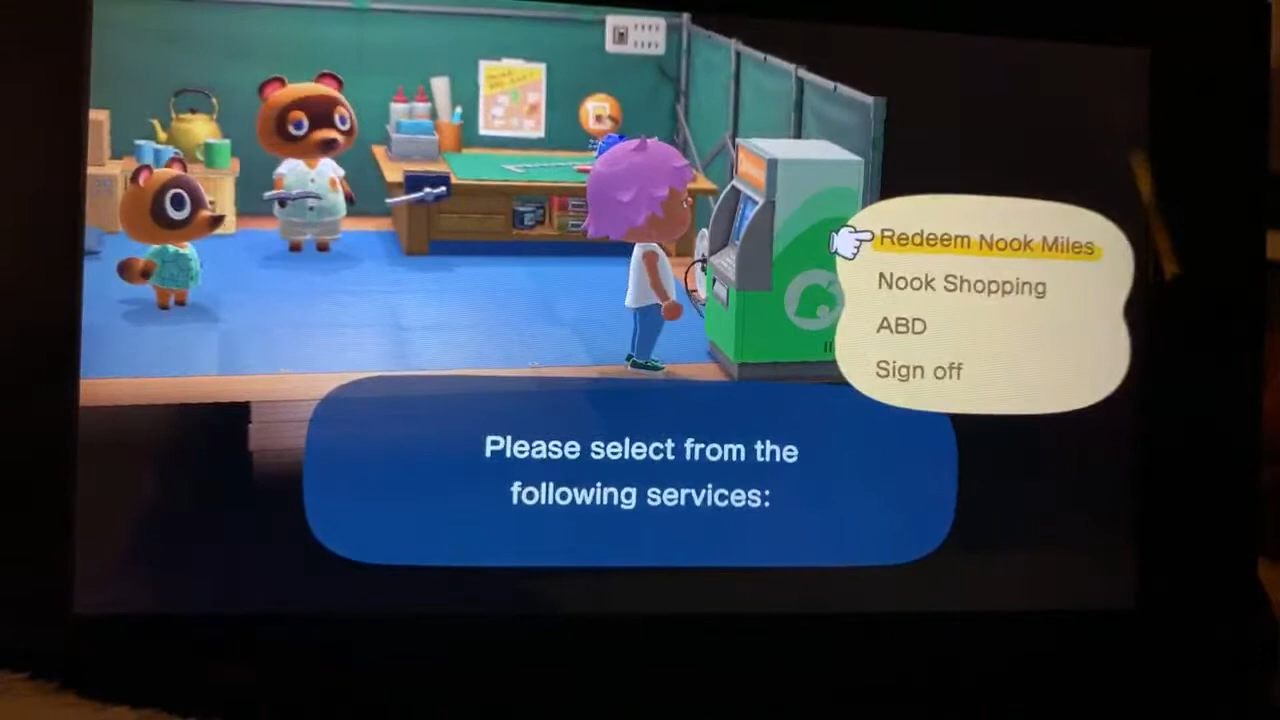 Redeem Nook Miles
Nook Shopping
ABD
Sign off
Please select from the
following services: